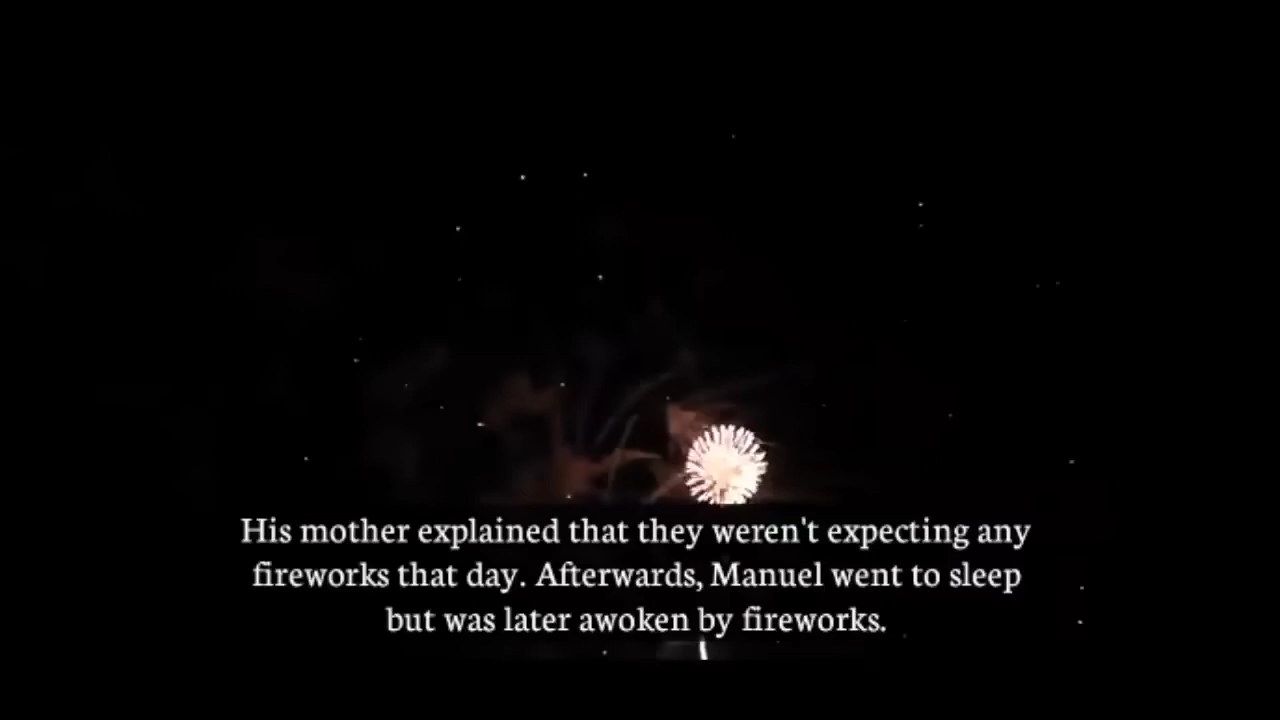 His mother explained that they weren't expecting any
fireworks that day. Afterwards, Manuel went to sleep
but was later awoken by fireworks.